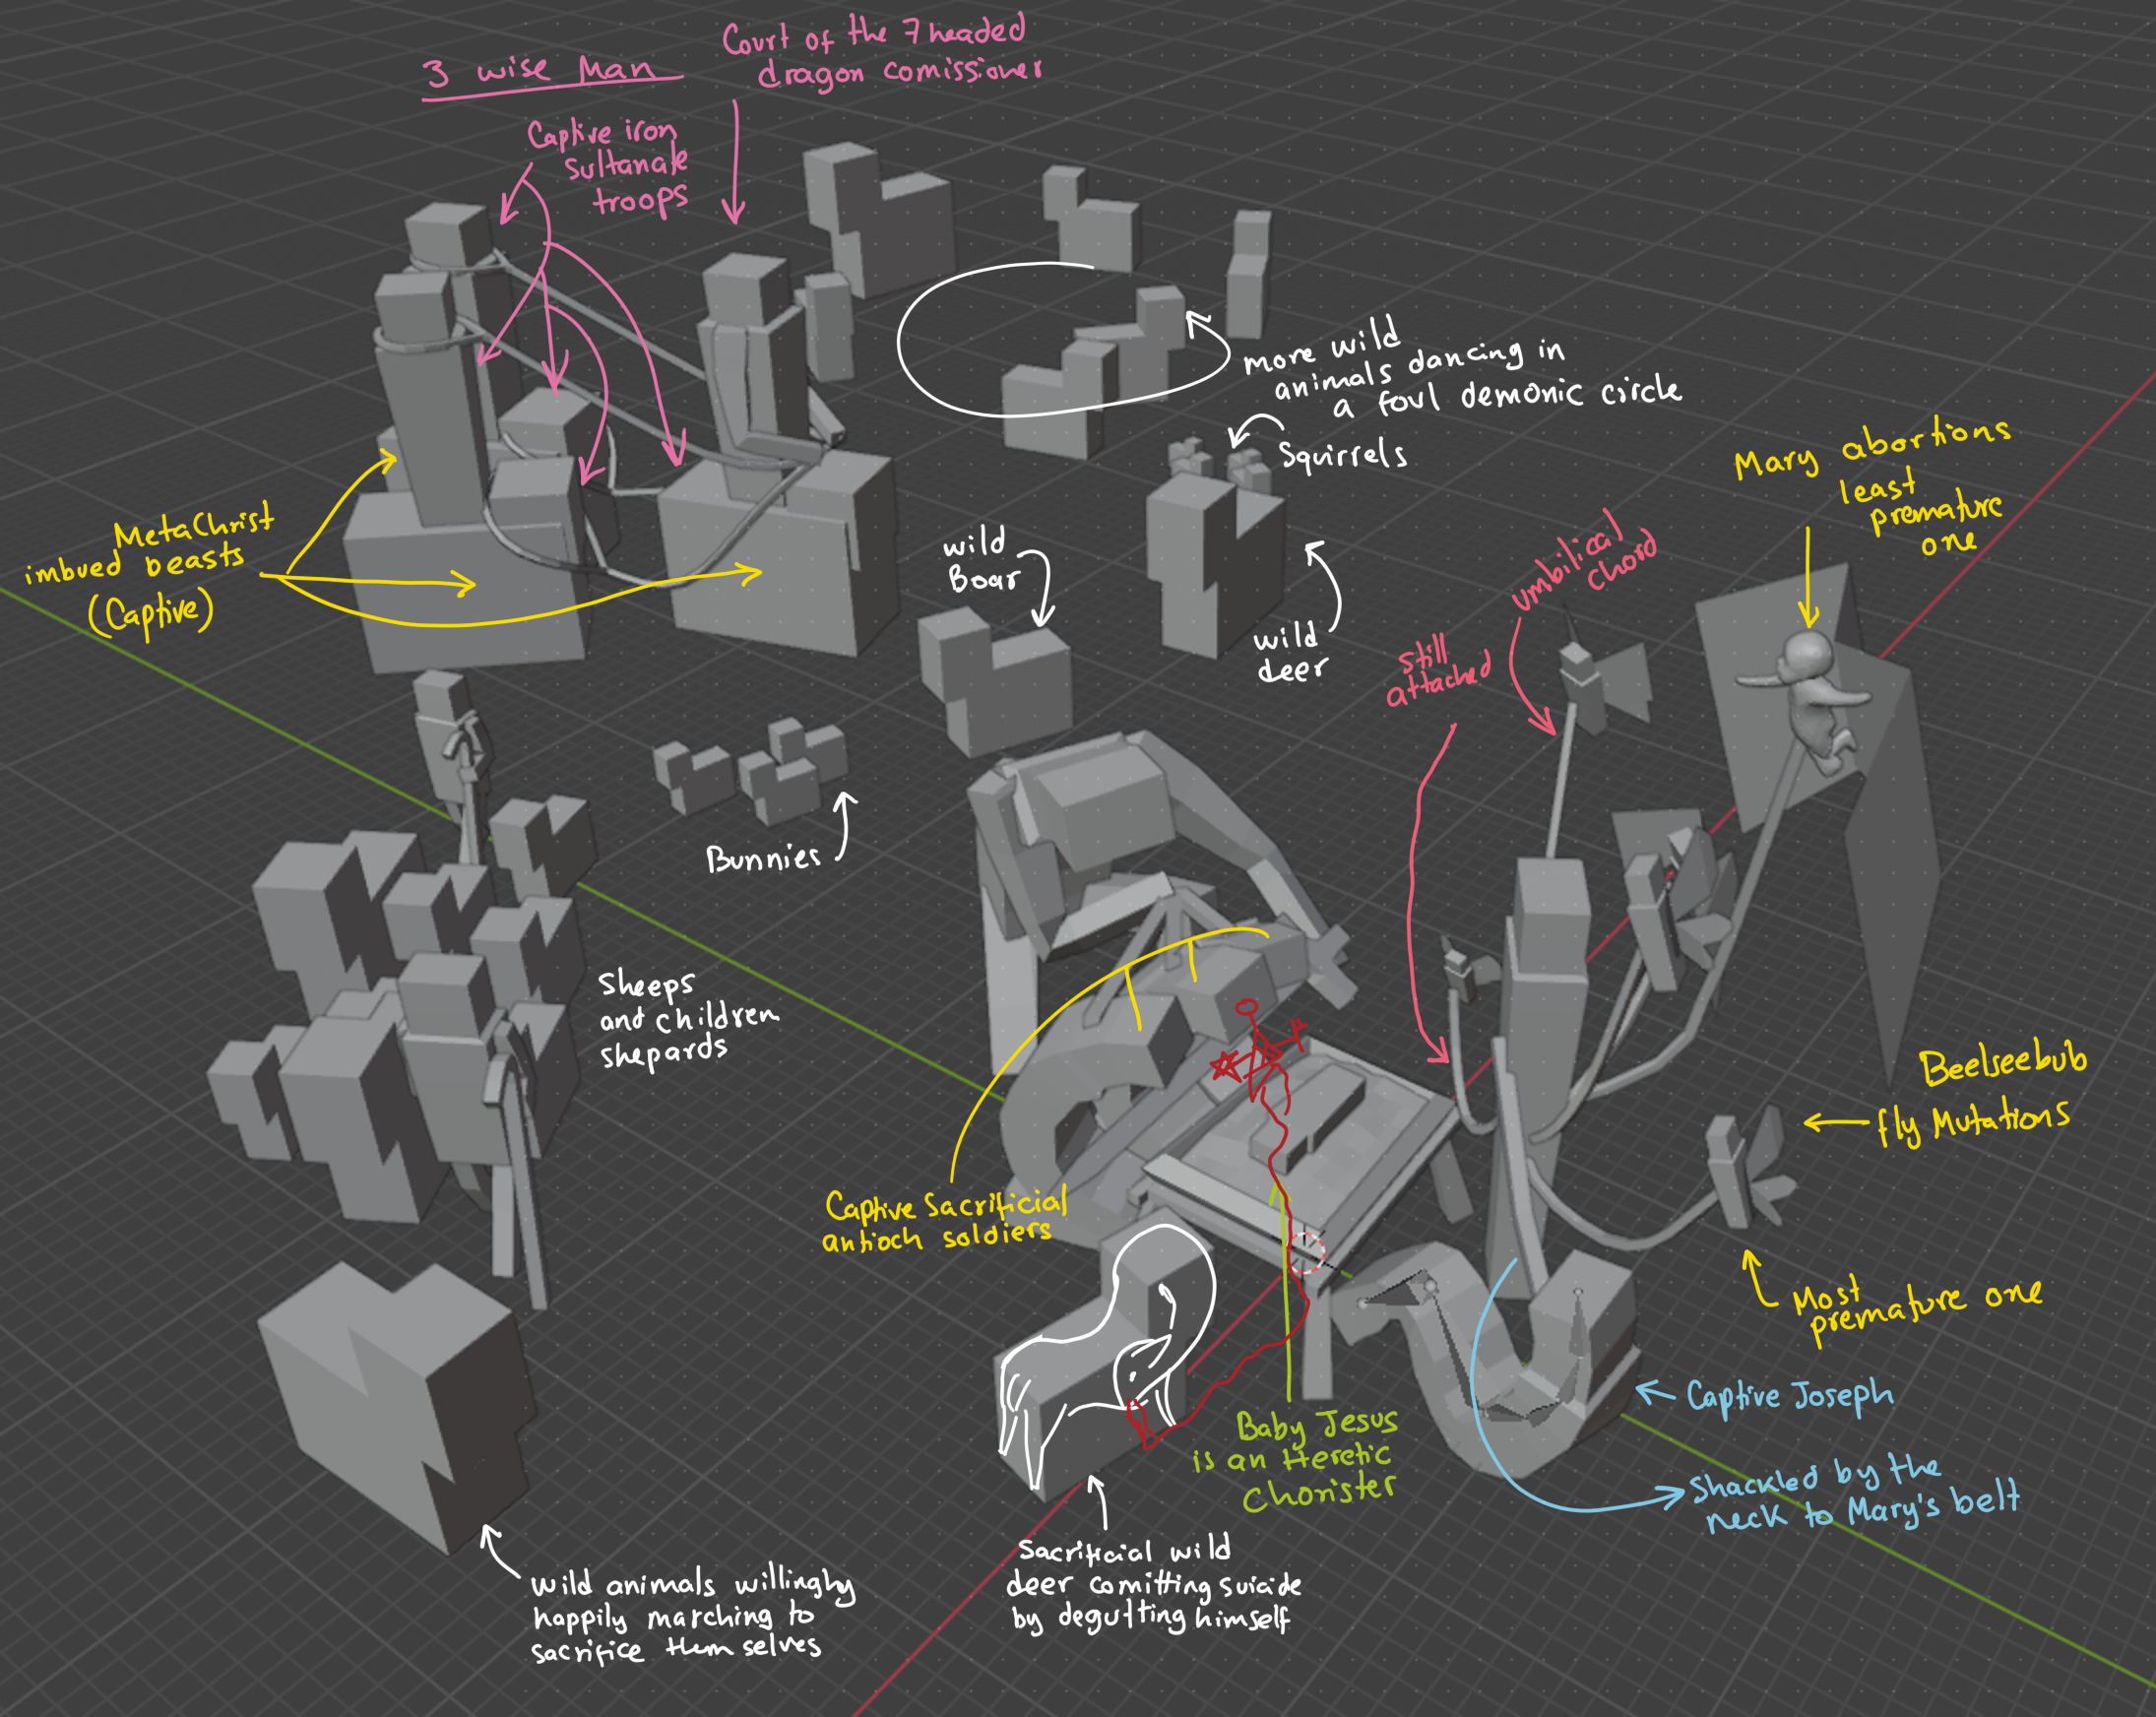 3 wise Man
Court of the 7 headed
dragon comissioner
Captive iron
sultanate
troops
more wild
animals dancing in
a foul demonic circle
Squirrels
Mary abortions
least
premature
one
MetaChrist
imbued beasts
(Captive)
wild
Boar
wild
deer
umbilical
chord
still
attached
Bunnies
Sheeps
and children
shepards
Beelseebub
fly Mutations
Captive Sacrificial
antioch soldiers
Most
premature one
Captive Joseph
Baby Jesus
is an Heretic
Chorister
Shackled by the
neck to Mary's belt
Sacrificial wild
deer comitting suicide
by degutting himself
wild animals willinghy
happily marching to
sacrifice them selves